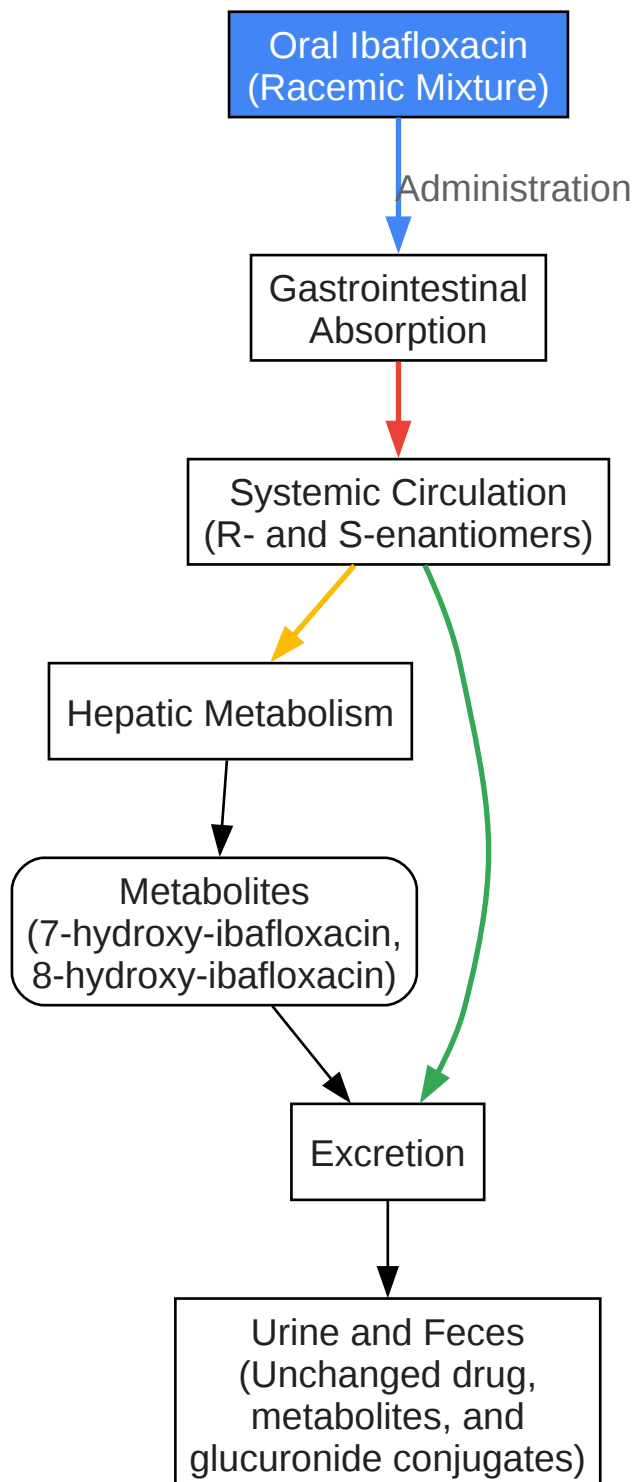 Oral Ibafloxacin
(Racemic Mixture)
Administration
Gastrointestinal
Absorption
Systemic Circulation
(R- and S-enantiomers)
Hepatic Metabolism
Metabolites
(7-hydroxy-ibafloxacin,
8-hydroxy-ibafloxacin)
Excretion
Urine and Feces
(Unchanged drug,
metabolites, and
glucuronide conjugates)